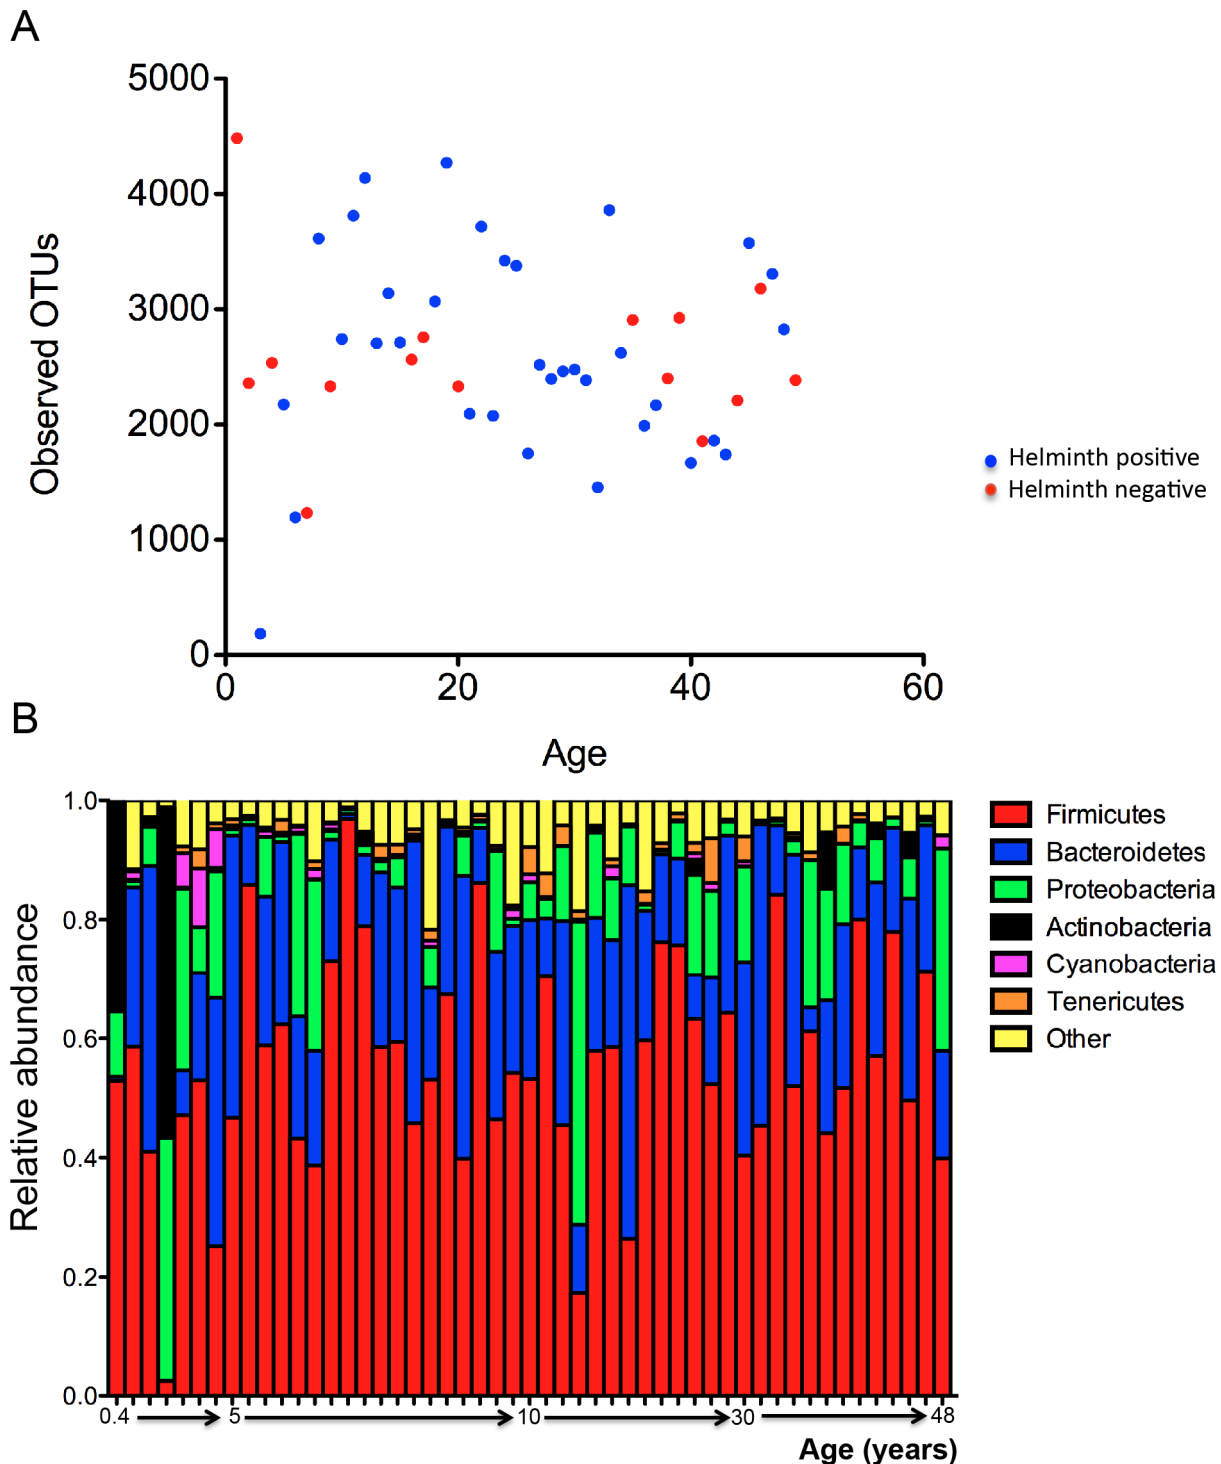 A
5000
4000
3000
2000
1000
0
Observed OTUs
0 20 40 60
Age
Helminth positive
Helminth negative
B
1.0
0.8
0.6
0.4
0.2
0.0
Relative abundance
0.4 5 10 30 48
Age (years)
Firmicutes
Bacteroidetes
Proteobacteria
Actinobacteria
Cyanobacteria
Tenericutes
Other